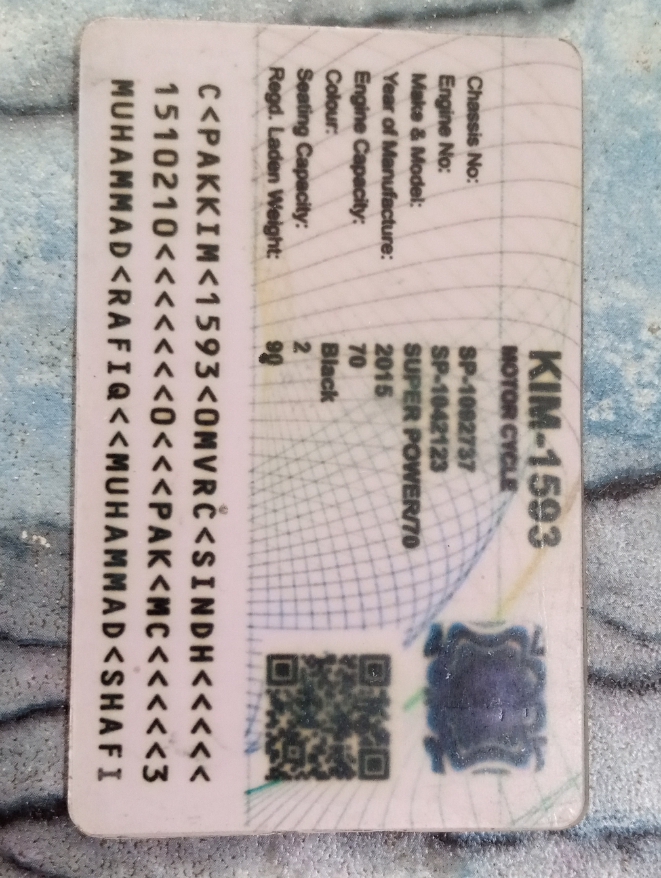 KIM-1593
MOTOR CYCLE
Chassis No: SP-1092737
Engine No: SP-1042123
Make & Model: SUPER POWER/70
Year of Manufacture: 2015
Engine Capacity: 70
Colour: Black
Seating Capacity: 2
Regd. Laden Weight: 90
C<PAKKIM<1593<OMVRC<SINDH<<<<<
1510210<<<<<<<0<<<PAK<MC<<<<<<3
MUHAMMAD<RAFIQ<<MUHAMMAD<SHAFI